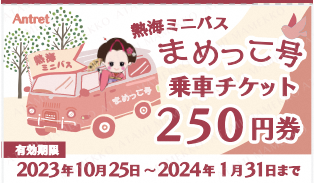 Antret
熱海ミニバス
まめっこ号
乗車チケット
250円券
熱海
ミニバス
まめっこ号
有効期限
2023年10月25日～2024年1月31日まで